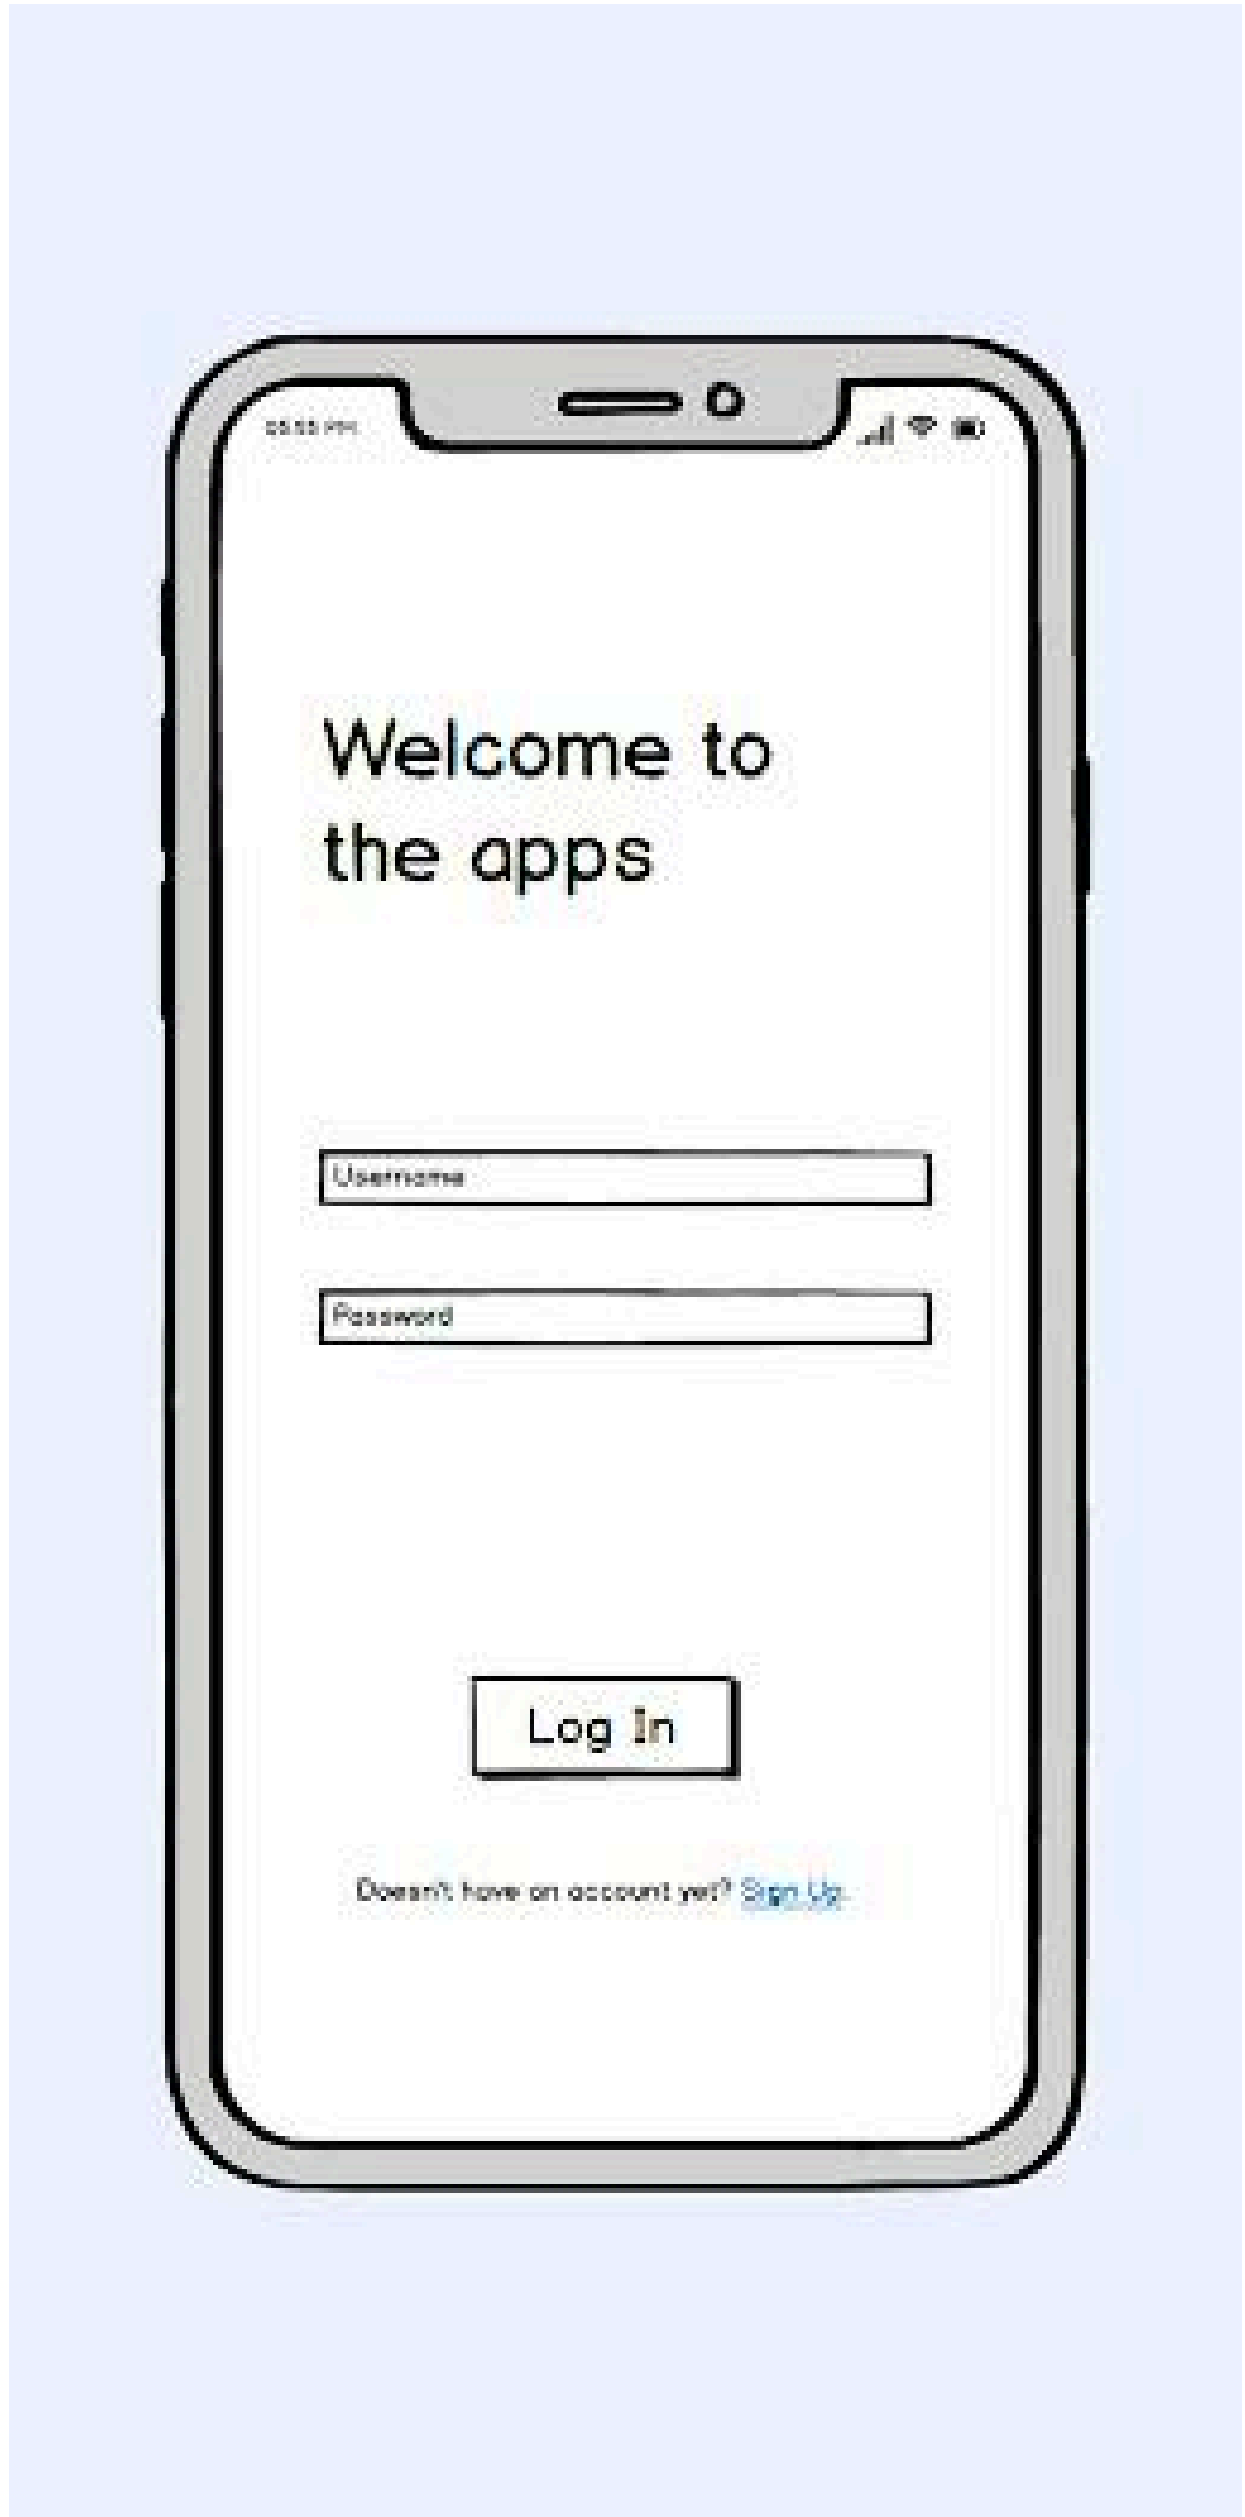 Welcome to
the apps
Username
Password
Log In
Doesn't have an account yet? Sign Up.